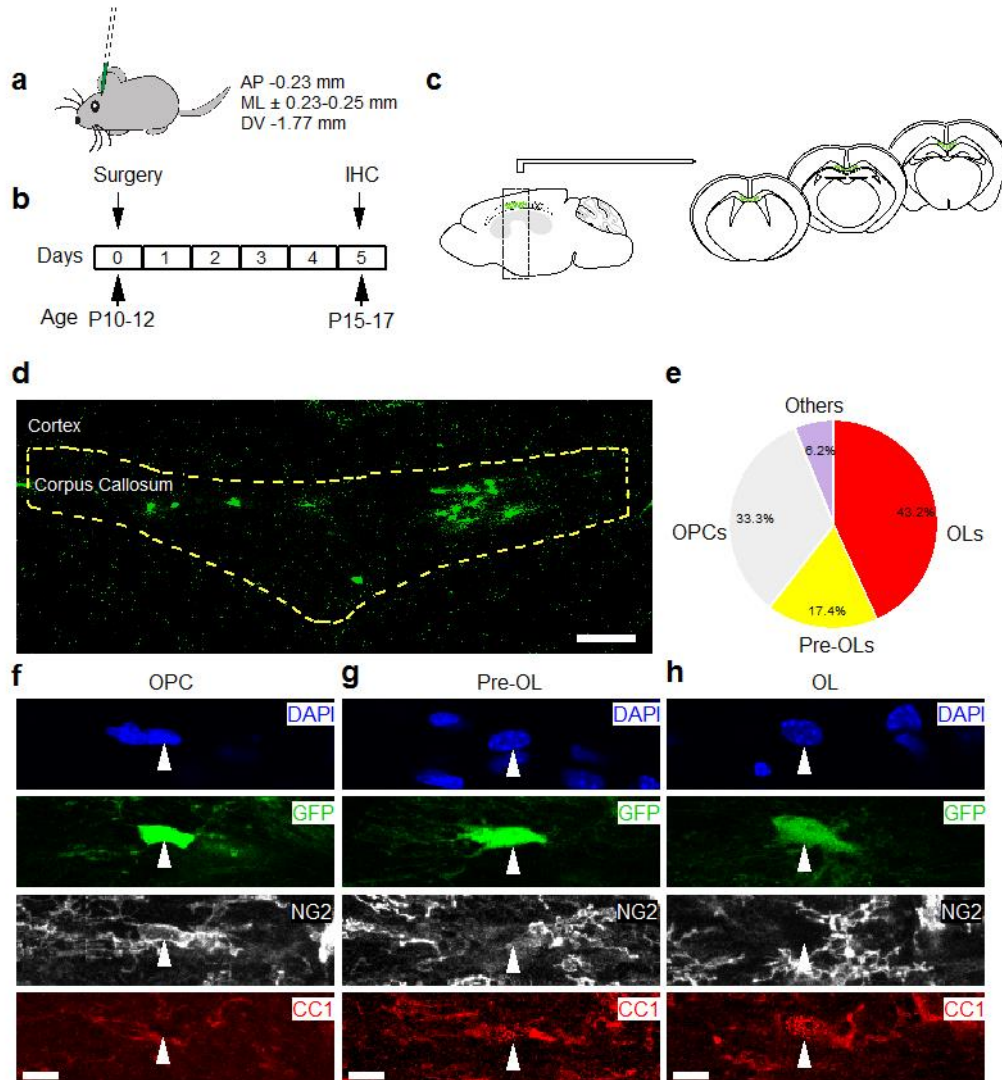 a
AP -0.23 mm
ML ± 0.23-0.25 mm
DV -1.77 mm
b
Surgery
IHC
Days 0 1 2 3 4 5
Age P10-12 P15-17
c
d
Cortex
Corpus Callosum
e
Others
6.2%
43.2%
OLs
33.3%
OPCs
17.4%
Pre-OLs
f
OPC
DAPI
GFP
NG2
CC1
g
Pre-OL
DAPI
GFP
NG2
CC1
h
OL
DAPI
GFP
NG2
CC1